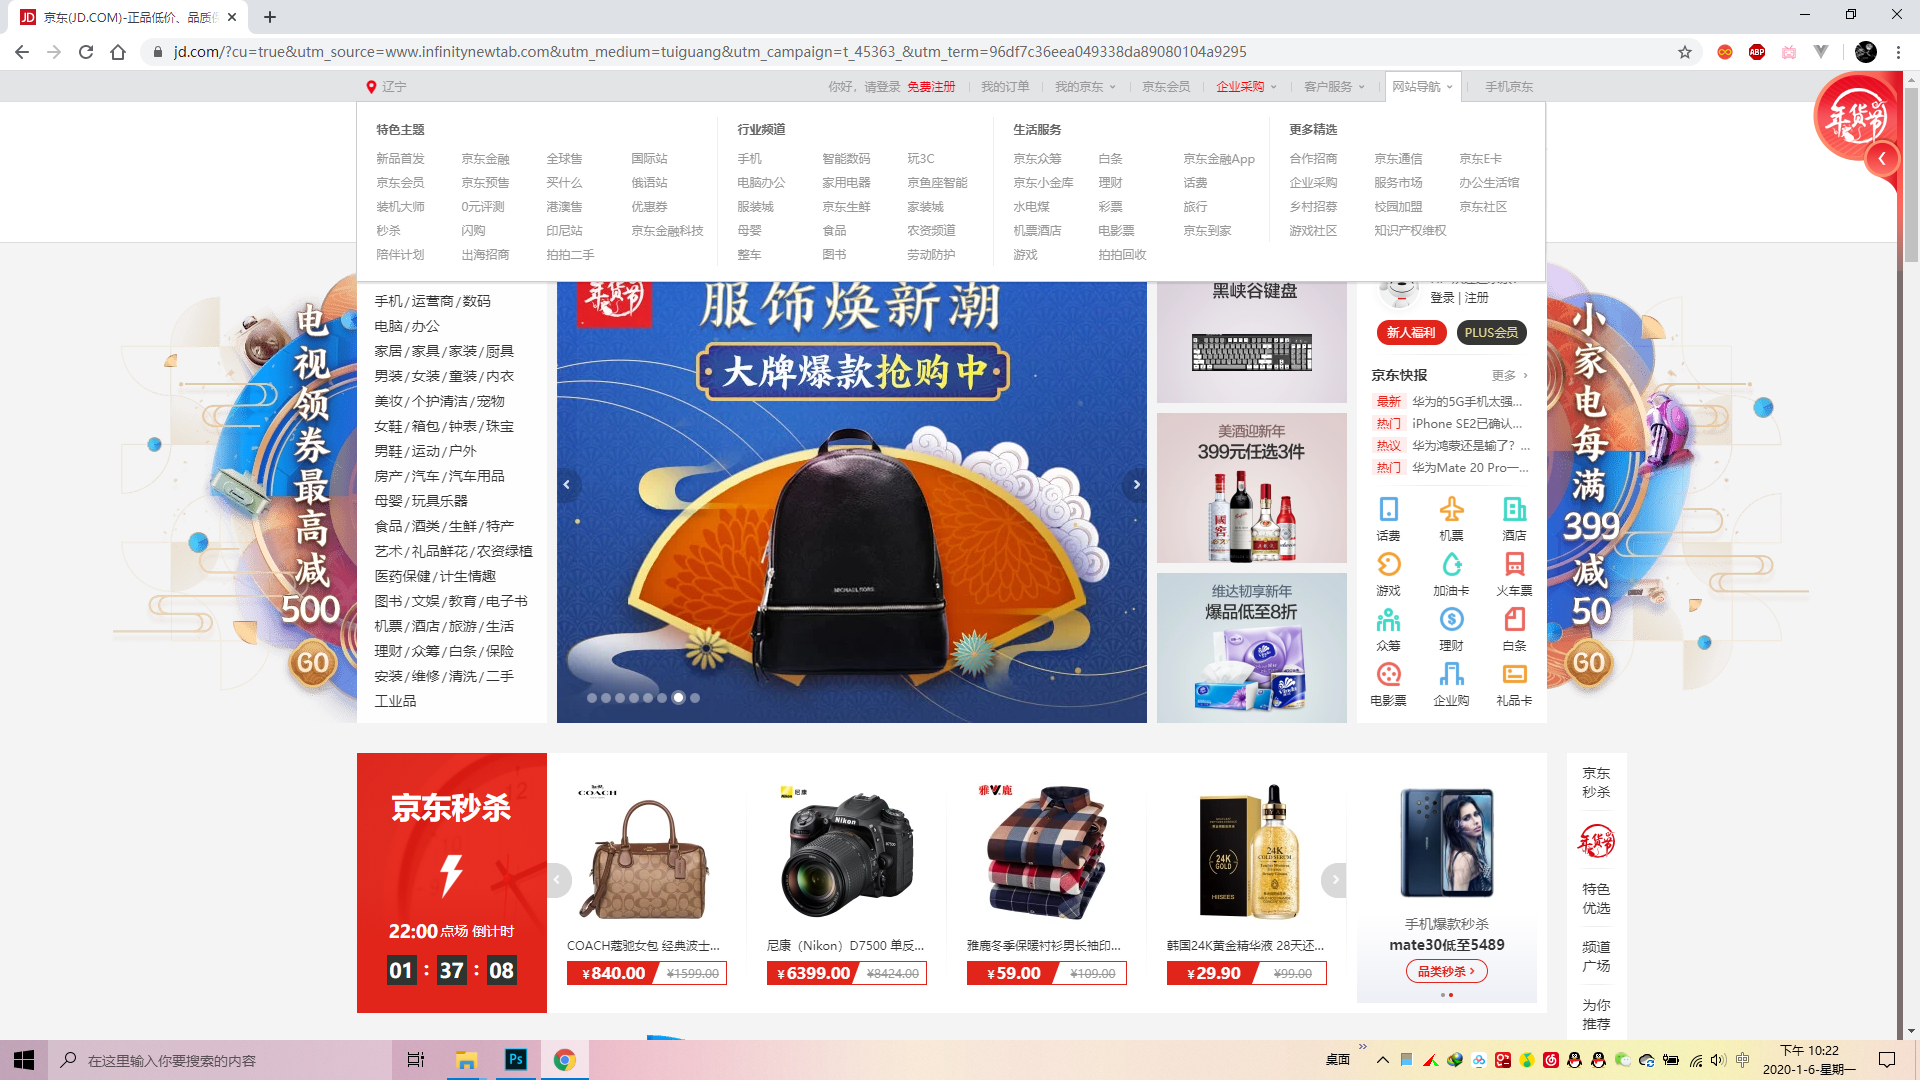 京东(JD.COM)-正品低价、品质
jd.com/?cu=true&utm_source=www.infinitynewtab.com&utm_medium=tuiguang&utm_campaign=t_45363_&utm_term=96df7c36eea049338da89080104a9295
ABP
辽宁 你好，请登录 免费注册 我的订单 我的京东 京东会员 企业采购 客户服务 网站导航 手机京东
年货节
特色主题 行业频道 生活服务 更多精选
新品首发 京东金融 全球售 国际站 手机 智能数码 玩3C 京东众筹 白条 京东金融App 合作招商 京东通信 京东E卡
京东会员 京东预售 买什么 俄语站 电脑办公 家用电器 京鱼座智能 京东小金库 理财 话费 企业采购 服务市场 办公生活馆
装机大师 0元评测 港澳售 优惠券 服装城 京东生鲜 家装城 水电煤 彩票 旅行 乡村招募 校园加盟 京东社区
秒杀 闪购 印尼站 京东金融科技 母婴 食品 农资频道 机票酒店 电影票 京东到家 游戏社区 知识产权维权
陪伴计划 出海招商 拍拍二手 整车 图书 劳动防护 游戏 拍拍回收
电视领券最高减500
GO
手机/运营商/数码
电脑/办公
家居/家具/家装/厨具
男装/女装/童装/内衣
美妆/个护清洁/宠物
女鞋/箱包/钟表/珠宝
男鞋/运动/户外
房产/汽车/汽车用品
母婴/玩具乐器
食品/酒类/生鲜/特产
艺术/礼品鲜花/农资绿植
医药保健/计生情趣
图书/文娱/教育/电子书
机票/酒店/旅游/生活
理财/众筹/白条/保险
安装/维修/清洗/二手
工业品
年货节
服饰焕新潮
大牌爆款抢购中
MICHAEL KORS
黑峡谷键盘
美酒迎新年
399元任选3件
维达韧享新年
爆品低至8折
登录 | 注册
新人福利 PLUS会员
京东快报 更多
最新 华为的5G手机太强...
热门 iPhone SE2已确认...
热议 华为鸿蒙还是输了？...
热门 华为Mate 20 Pro一...
话费 机票 酒店
游戏 加油卡 火车票
众筹 理财 白条
电影票 企业购 礼品卡
小家电每满399减50
GO
京东秒杀
22:00点场 倒计时
01 : 37 : 08
COACH
COACH蔻驰女包 经典波士...
¥840.00 ¥1599.00
Nikon 尼康
Nikon
尼康（Nikon）D7500 单反...
¥6399.00 ¥8424.00
雅鹿
雅鹿冬季保暖衬衫男长袖印...
¥59.00 ¥109.00
24K
GOLD
HIISEES
24K
GOLD SERUM
韩国24K黄金精华液 28天还...
¥29.90 ¥99.00
手机爆款秒杀
mate30低至5489
品类秒杀
京东
秒杀
年货节
特色
优选
频道
广场
为你
推荐
在这里输入你要搜索的内容
Ps
桌面
中
下午 10:22
2020-1-6-星期一